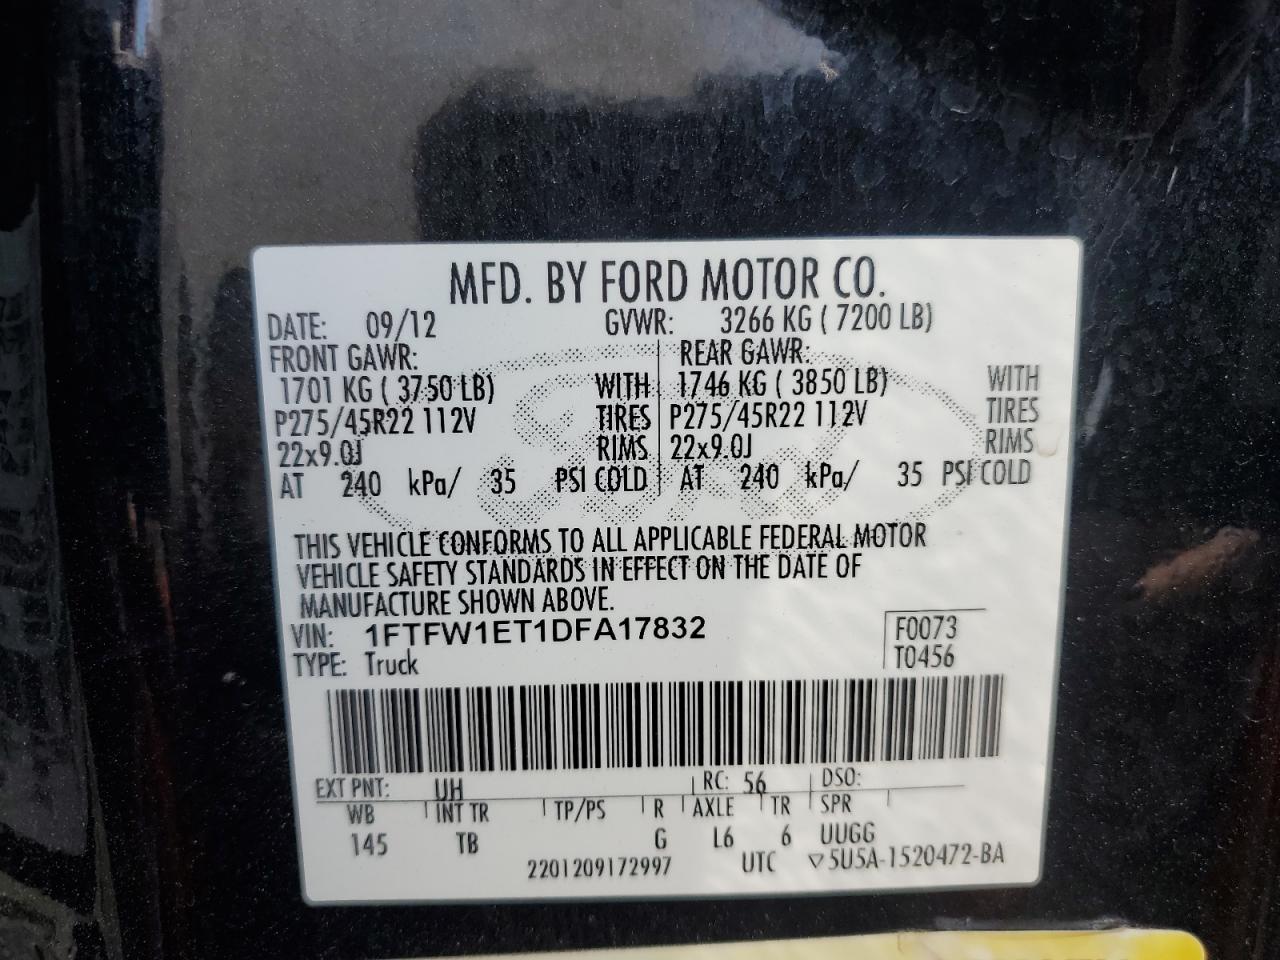 MFD. BY FORD MOTOR CO.
DATE: 09/12 GVWR: 3266 KG ( 7200 LB)
FRONT GAWR: REAR GAWR:
1701 KG ( 3750 LB) WITH 1746 KG ( 3850 LB) WITH
P275/45R22 112V TIRES P275/45R22 112V TIRES
22x9.0J RIMS 22x9.0J RIMS
AT 240 kPa/ 35 PSI COLD AT 240 kPa/ 35 PSI COLD
THIS VEHICLE CONFORMS TO ALL APPLICABLE FEDERAL MOTOR
VEHICLE SAFETY STANDARDS IN EFFECT ON THE DATE OF
MANUFACTURE SHOWN ABOVE.
VIN: 1FTFW1ET1DFA17832 F0073
TYPE: Truck T0456
EXT PNT: UH RC: 56 DSO:
WB INT TR TP/PS R AXLE TR SPR
145 TB G L6 6 UUGG
2201209172997 UTC ▽5U5A-1520472-BA